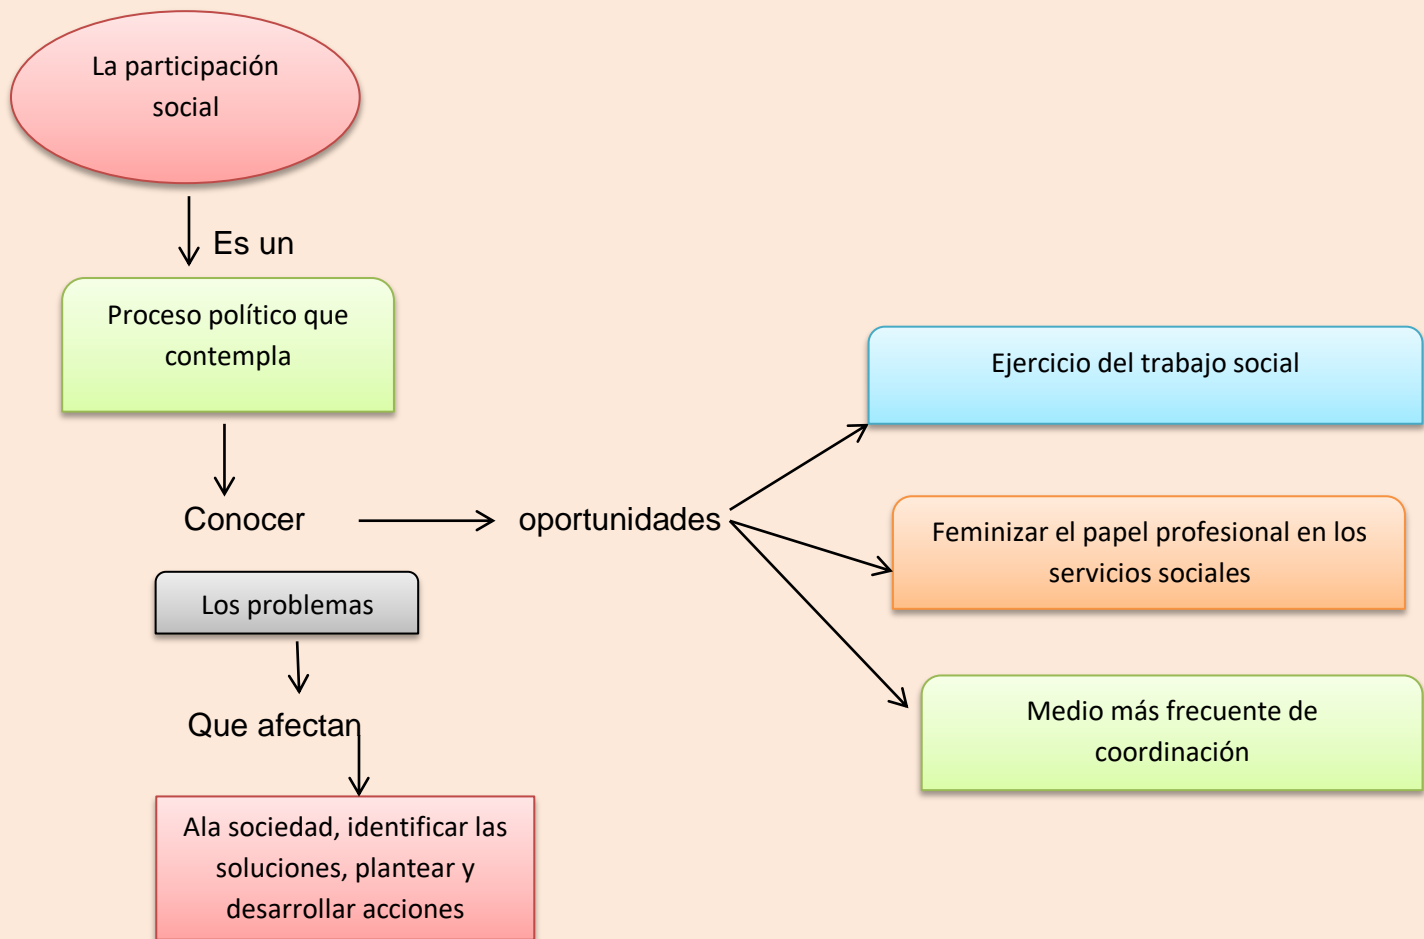 La participación
social
Es un
Proceso político que
contempla
Conocer
oportunidades
Ejercicio del trabajo social
Feminizar el papel profesional en los
servicios sociales
Medio más frecuente de
coordinación
Los problemas
Que afectan
Ala sociedad, identificar las
soluciones, plantear y
desarrollar acciones